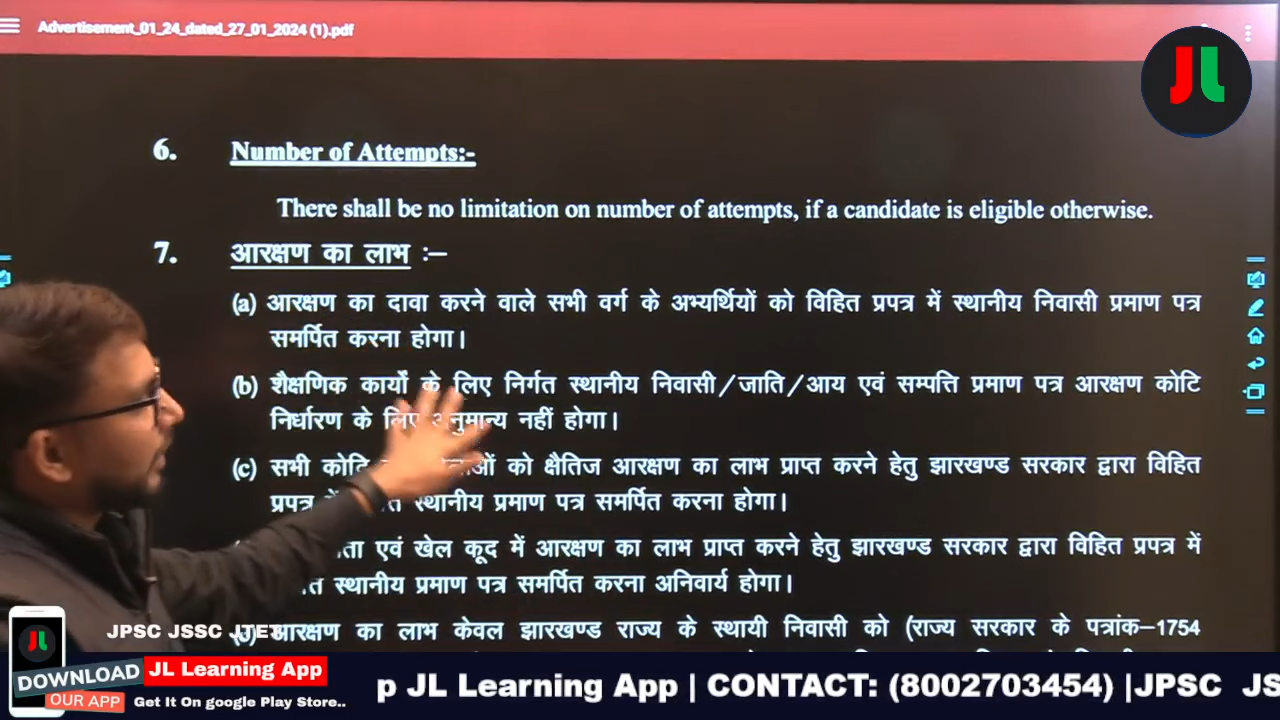 Advertisement_01_24_dated_27_01_2024 (1).pdf
JL
6. Number of Attempts:-
There shall be no limitation on number of attempts, if a candidate is eligible otherwise.
7. आरक्षण का लाभ :–
(a) आरक्षण का दावा करने वाले सभी वर्ग के अभ्यर्थियों को विहित प्रपत्र में स्थानीय निवासी प्रमाण पत्र
समर्पित करना होगा।
(b) शैक्षणिक कार्यों के लिए निर्गत स्थानीय निवासी/जाति/आय एवं सम्पत्ति प्रमाण पत्र आरक्षण कोटि
निर्धारण के लिए अनुमान्य नहीं होगा।
(c) सभी कोटि को क्षैतिज आरक्षण का लाभ प्राप्त करने हेतु झारखण्ड सरकार द्वारा विहित
प्रपत्र स्थानीय प्रमाण पत्र समर्पित करना होगा।
एवं खेल कूद में आरक्षण का लाभ प्राप्त करने हेतु झारखण्ड सरकार द्वारा विहित प्रपत्र में
स्थानीय प्रमाण पत्र समर्पित करना अनिवार्य होगा।
आरक्षण का लाभ केवल झारखण्ड राज्य के स्थायी निवासी को (राज्य सरकार के पत्रांक–1754
JPSC JSSC JTET
JL
DOWNLOAD
OUR APP
JL Learning App
Get It On google Play Store..
p JL Learning App | CONTACT: (8002703454) |JPSC JS